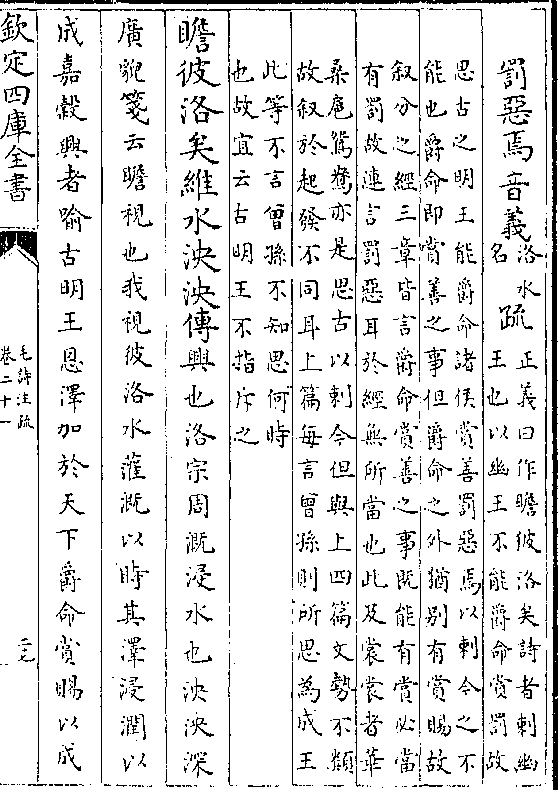 罰惡焉音義洛水名疏正義曰作瞻彼洛矣詩者刺幽王也以幽王不能爵命賞罰故
思古之明王能爵命諸侯賞善罰惡焉以刺今之不
能也爵命即賞善之事但爵命之外猶別有賞賜故
叙分之經三章皆言爵命賞善之事既能有賞必當
有罰故連言罰惡耳於經無所當也此及裳裳者華
桑扈鴛鴦亦是思古以刺今但與上四篇文勢不類
故叙於起發不同耳上篇每言曾孫則所思為成王
此等不言曾孫不知思何時
也故宜云古明王不指斥之
瞻彼洛矣維水泱泱傳興也洛宗周溉浸水也泱泱深
廣貌箋云瞻視也我視彼洛水灌溉以時其澤浸潤以
成嘉穀興者喻古明王恩澤加於天下爵命賞賜以成
欽定四庫全書
毛詩注疏
卷二十一